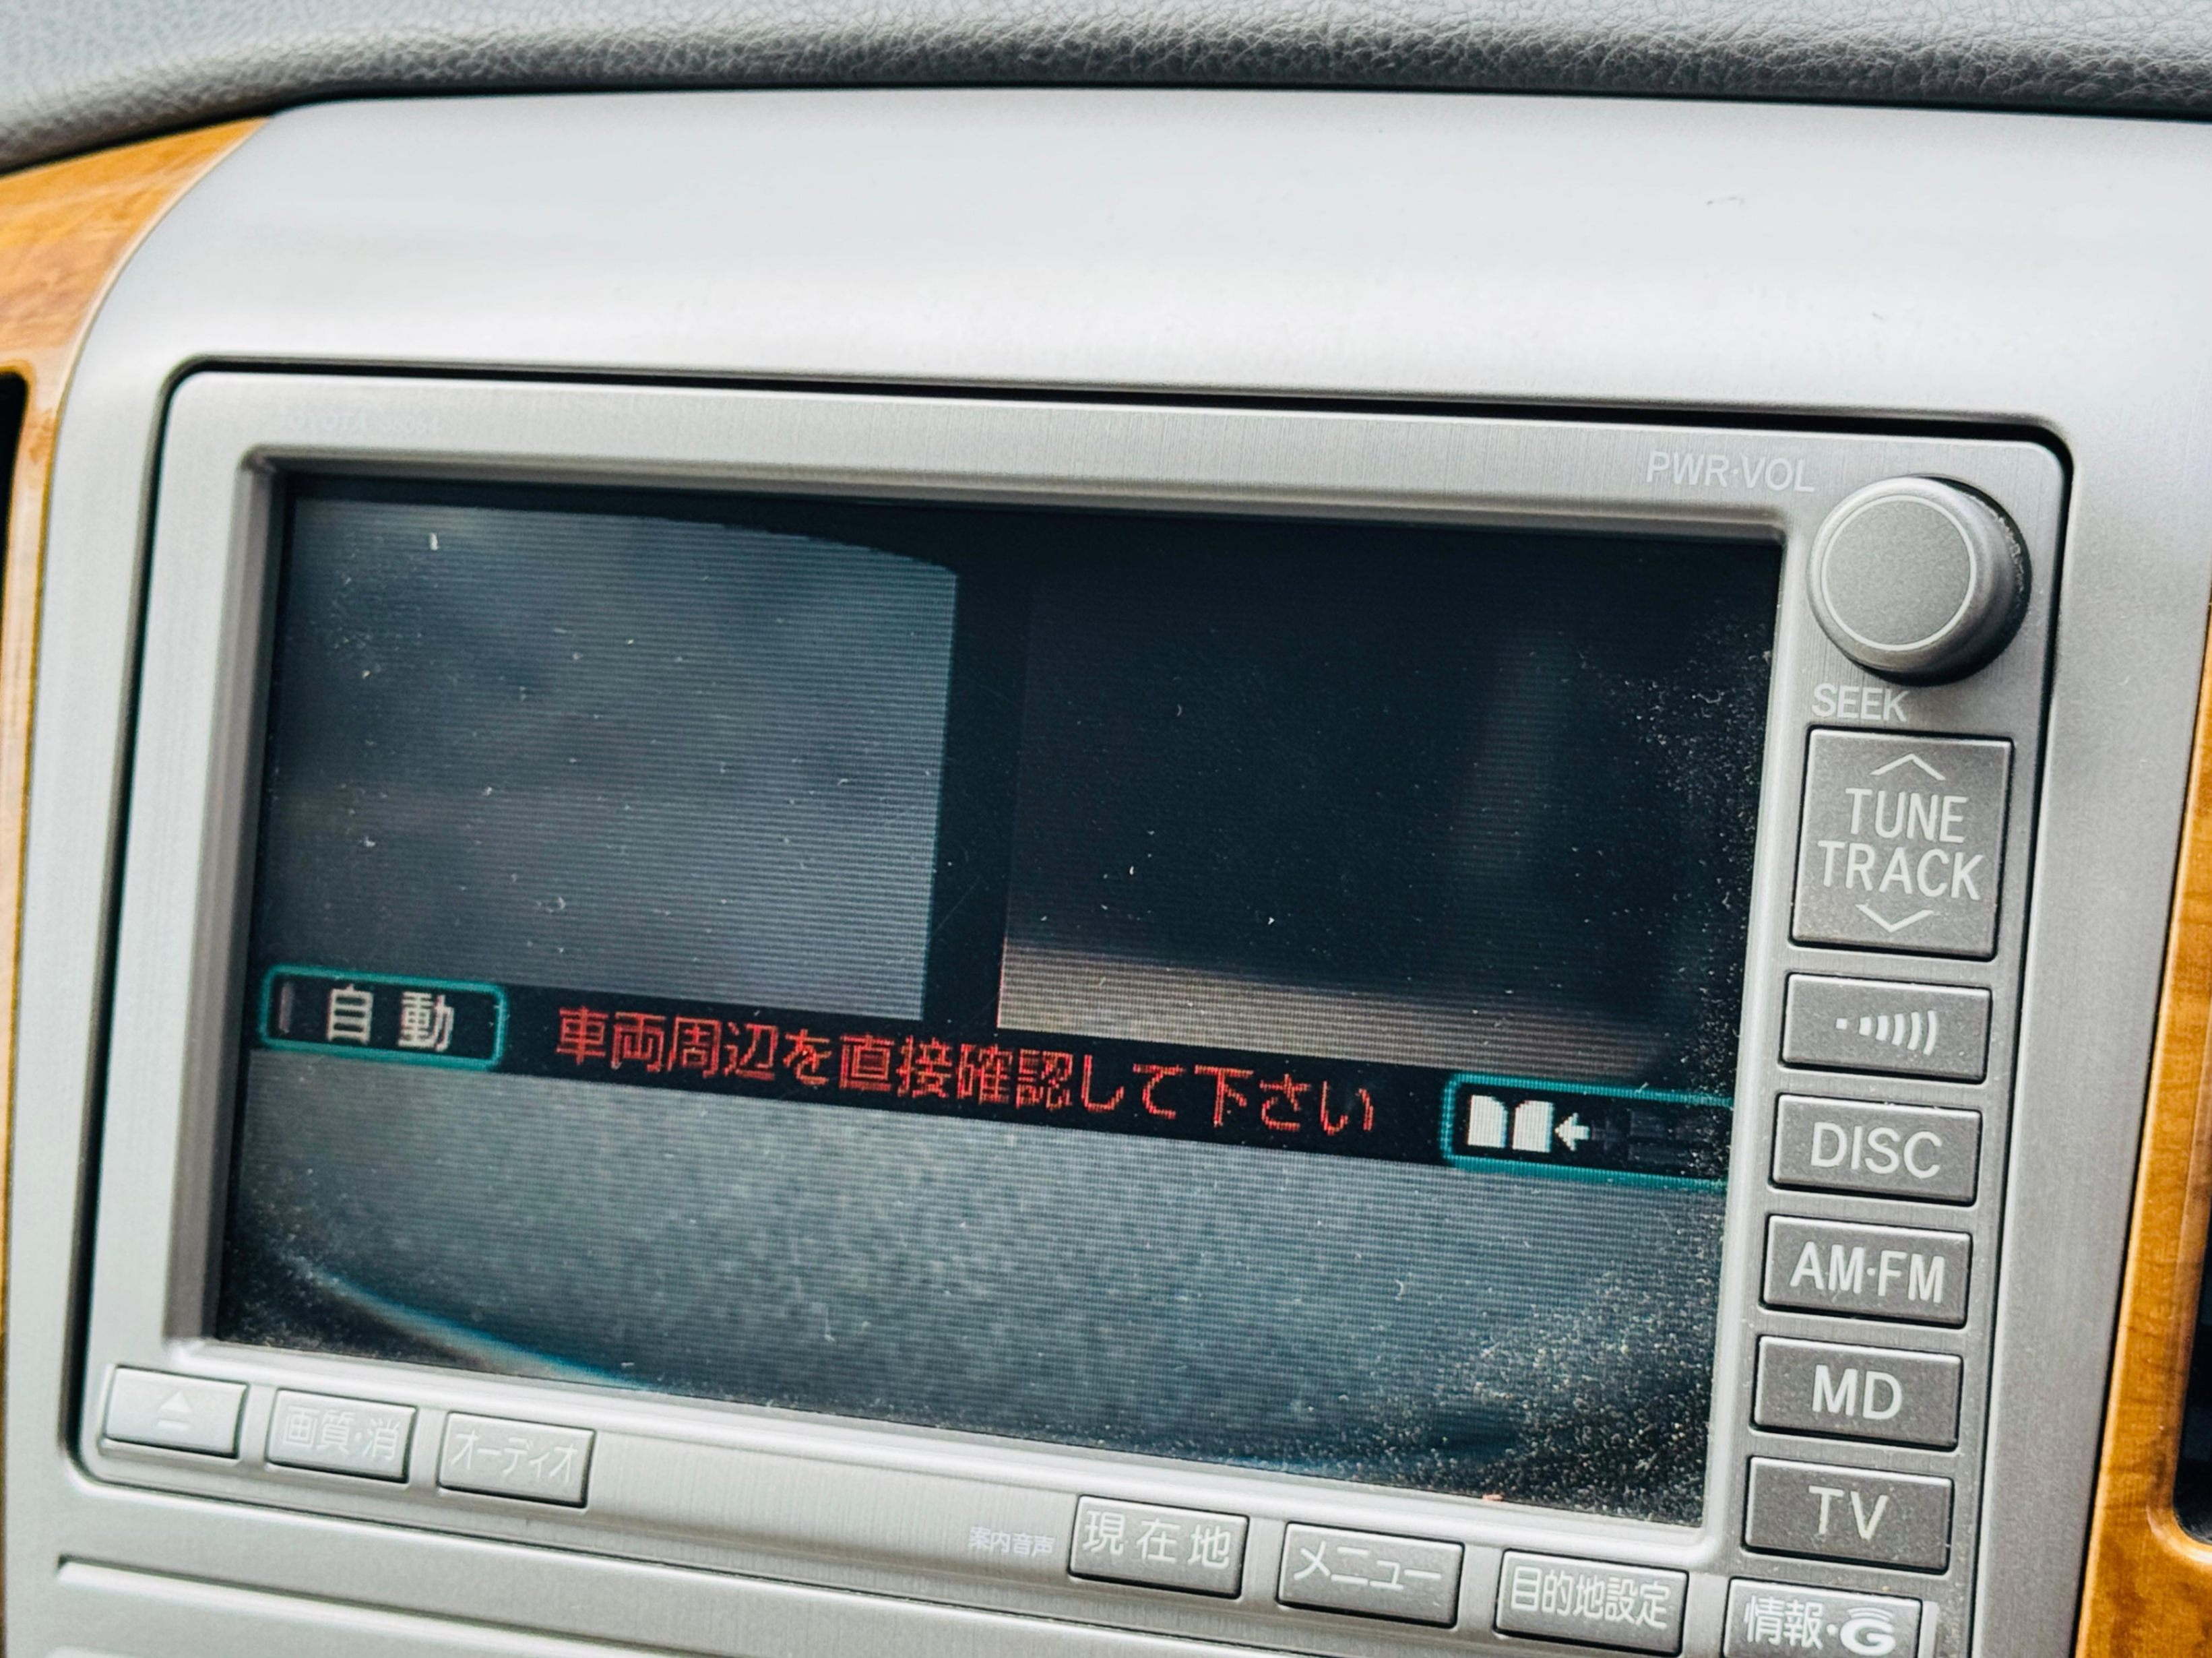 PWR·VOL
SEEK
TUNE
TRACK
自動
車両周辺を直接確認して下さい
DISC
AM·FM
MD
TV
画質·消
オーディオ
案内音声
現在地
メニュー
目的地設定
情報·G